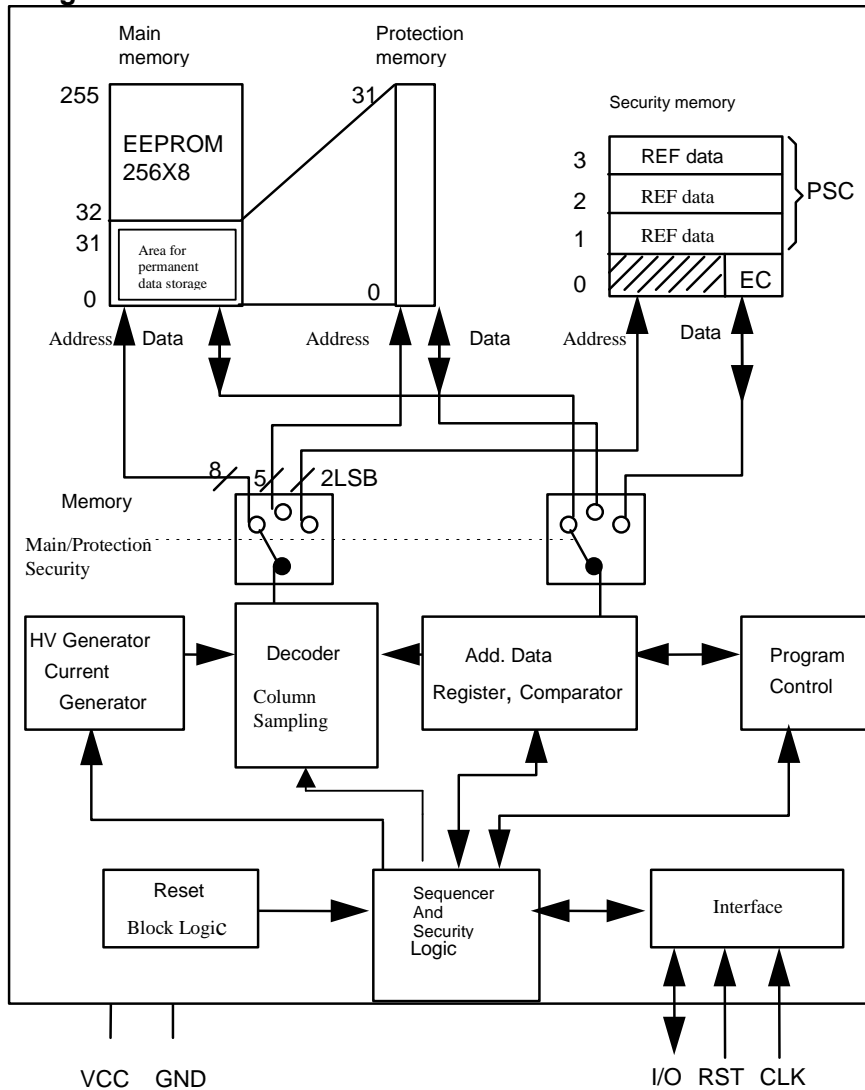 Main
memory
Protection
memory
255
31
Security memory
EEPROM
256X8
3
REF data
PSC
2
REF data
32
1
REF data
31
Area for
permanent
data storage
0
EC
0
0
Address
Data
Address
Data
Address
Data
8
5
2LSB
Memory
Main/Protection
Security
HV Generator
Current
Generator
Decoder
Column
Sampling
Add. Data
Register, Comparator
Program
Control
Reset
Block Logic
Sequencer
And
Security
Logic
Interface
VCC
GND
I/O
RST
CLK